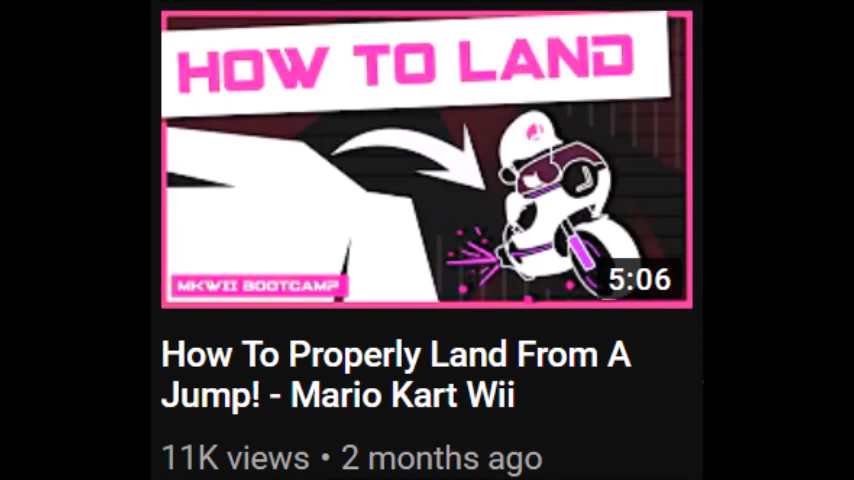 HOW TO LAND
MKWII BOOTCAMP
5:06
How To Properly Land From A
Jump! - Mario Kart Wii
11K views • 2 months ago